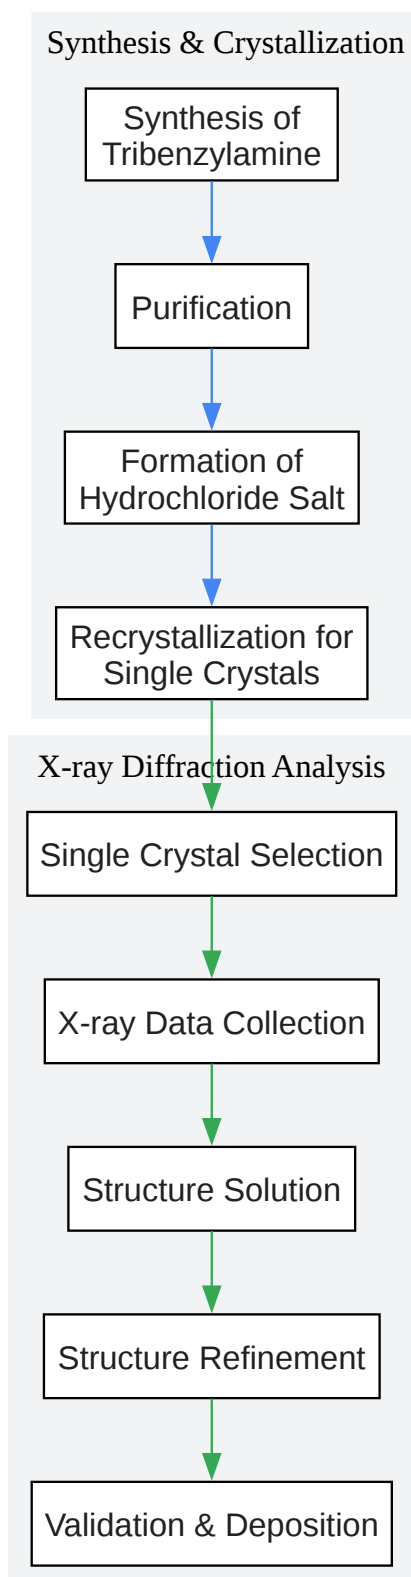 Synthesis & Crystallization
Synthesis of
Tribenzylamine
Purification
Formation of
Hydrochloride Salt
Recrystallization for
Single Crystals
X-ray Diffraction Analysis
Single Crystal Selection
X-ray Data Collection
Structure Solution
Structure Refinement
Validation & Deposition